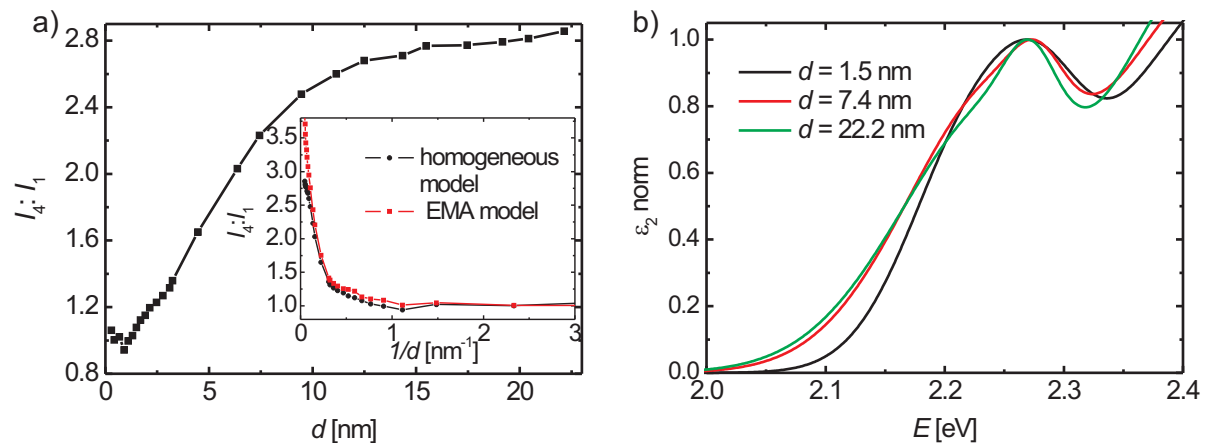 a)
I₄: I₁
2.8
2.4
2.0
1.6
1.2
0.8
0
5
10
15
20
d [nm]
I₄:I₁
3.5
3.0
2.5
2.0
1.5
1.0
0
1
2
3
1/d [nm⁻¹]
homogeneous
model
EMA model
b)
ε₂ norm
1.0
0.8
0.6
0.4
0.2
0.0
2.0
2.1
2.2
2.3
2.4
E [eV]
d = 1.5 nm
d = 7.4 nm
d = 22.2 nm